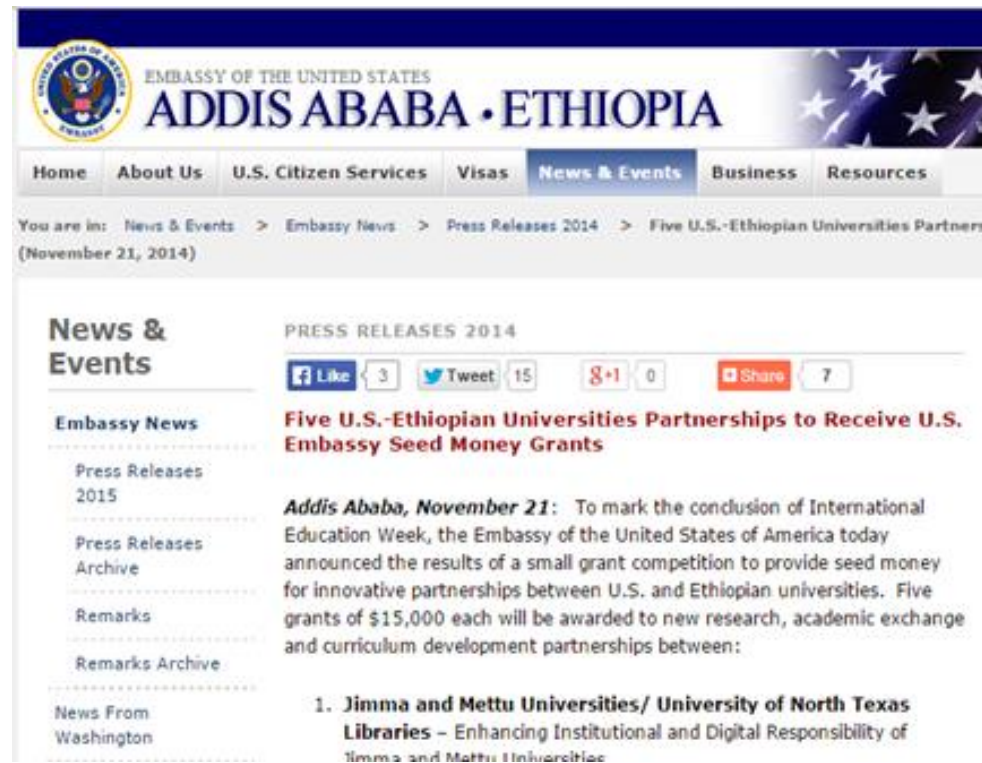 EMBASSY OF THE UNITED STATES
ADDIS ABABA • ETHIOPIA
Home About Us U.S. Citizen Services Visas News & Events Business Resources
You are in: News & Events > Embassy News > Press Releases 2014 > Five U.S.-Ethiopian Universities Partners
(November 21, 2014)
News &
Events
Embassy News
Press Releases
2015
Press Releases
Archive
Remarks
Remarks Archive
News From
Washington
PRESS RELEASES 2014
Like 3 Tweet 15 g+1 0 Share 7
Five U.S.-Ethiopian Universities Partnerships to Receive U.S.
Embassy Seed Money Grants
Addis Ababa, November 21: To mark the conclusion of International
Education Week, the Embassy of the United States of America today
announced the results of a small grant competition to provide seed money
for innovative partnerships between U.S. and Ethiopian universities. Five
grants of $15,000 each will be awarded to new research, academic exchange
and curriculum development partnerships between:
1. Jimma and Mettu Universities/ University of North Texas
Libraries – Enhancing Institutional and Digital Responsibility of
Jimma and Mettu Universities